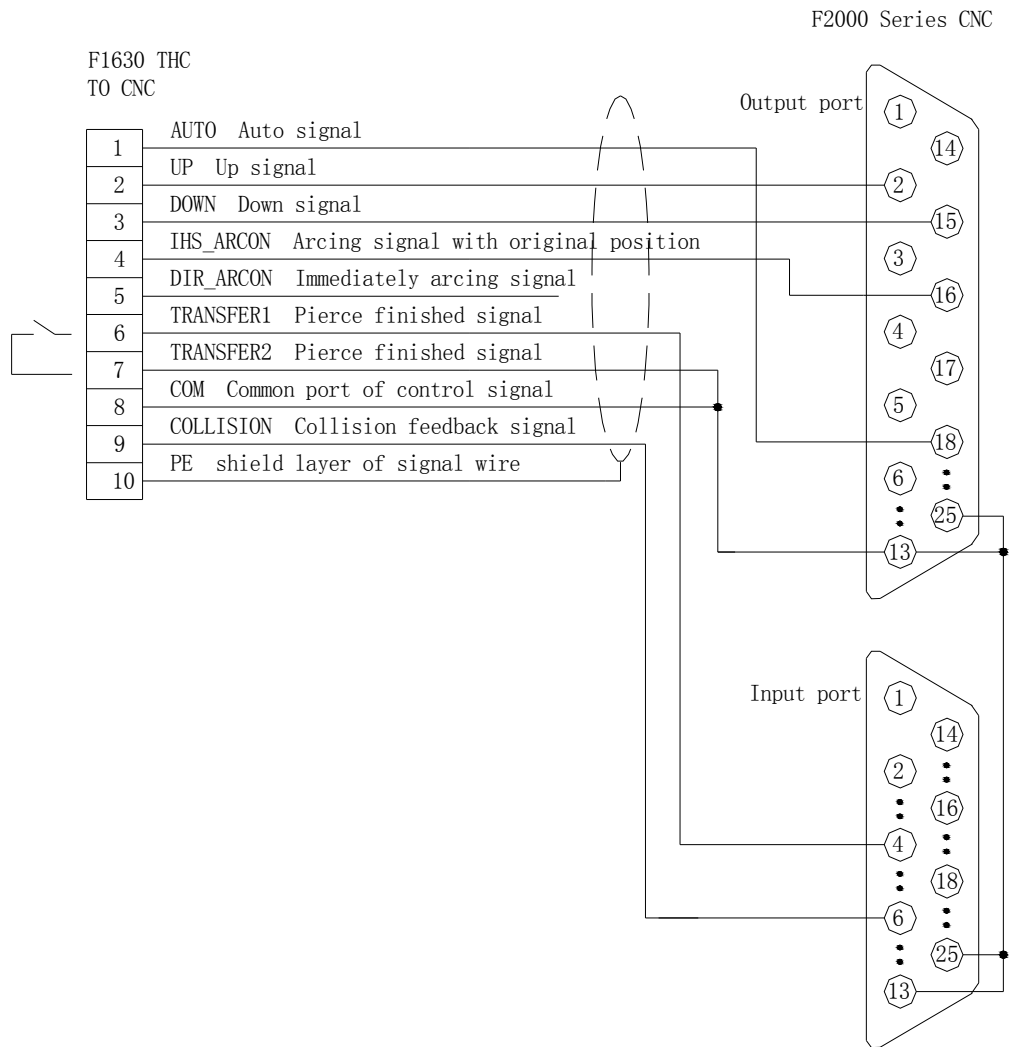 F2000 Series CNC
F1630 THC
TO CNC
Output port
1 AUTO Auto signal
2 UP Up signal
3 DOWN Down signal
4 IHS_ARCON Arcing signal with original position
5 DIR_ARCON Immediately arcing signal
6 TRANSFER1 Pierce finished signal
7 TRANSFER2 Pierce finished signal
8 COM Common port of control signal
9 COLLISION Collision feedback signal
10 PE shield layer of signal wire
1
14
2
15
3
16
4
17
5
18
6
25
13
Input port
1
14
2
16
4
18
6
25
13